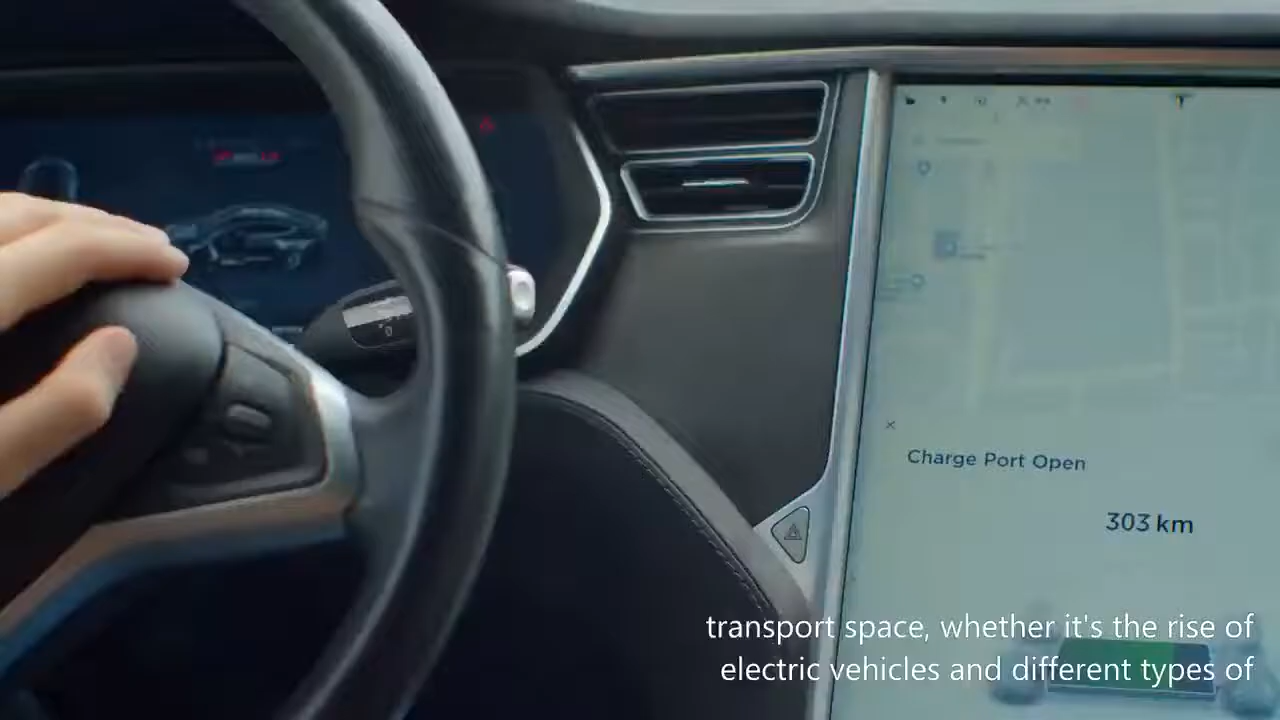 Charge Port Open
303 km
transport space, whether it's the rise of
electric vehicles and different types of